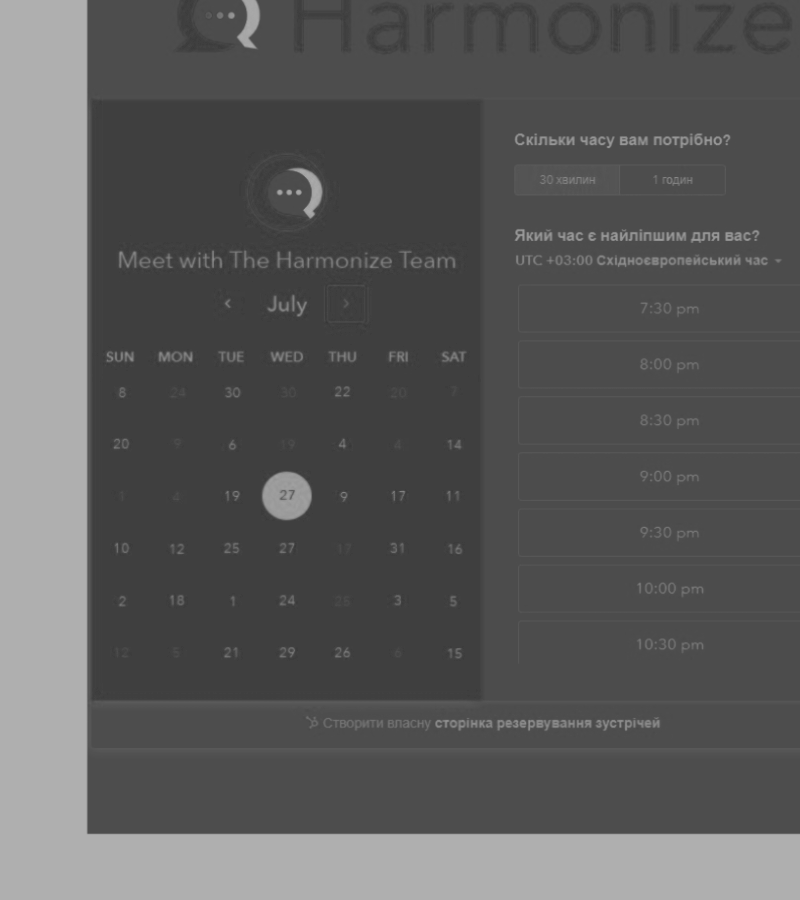 Harmonize
Meet with The Harmonize Team
July
SUN MON TUE WED THU FRI SAT
8 24 30 30 22 20 7
20 9 6 19 4 4 14
1 4 19 27 9 17 11
10 12 25 27 17 31 16
2 18 1 24 25 3 5
12 5 21 29 26 6 15
Скільки часу вам потрібно?
30 хвилин 1 годин
Який час є найліпшим для вас?
UTC +03:00 Східноєвропейський час
7:30 pm
8:00 pm
8:30 pm
9:00 pm
9:30 pm
10:00 pm
10:30 pm
Створити власну сторінка резервування зустрічей